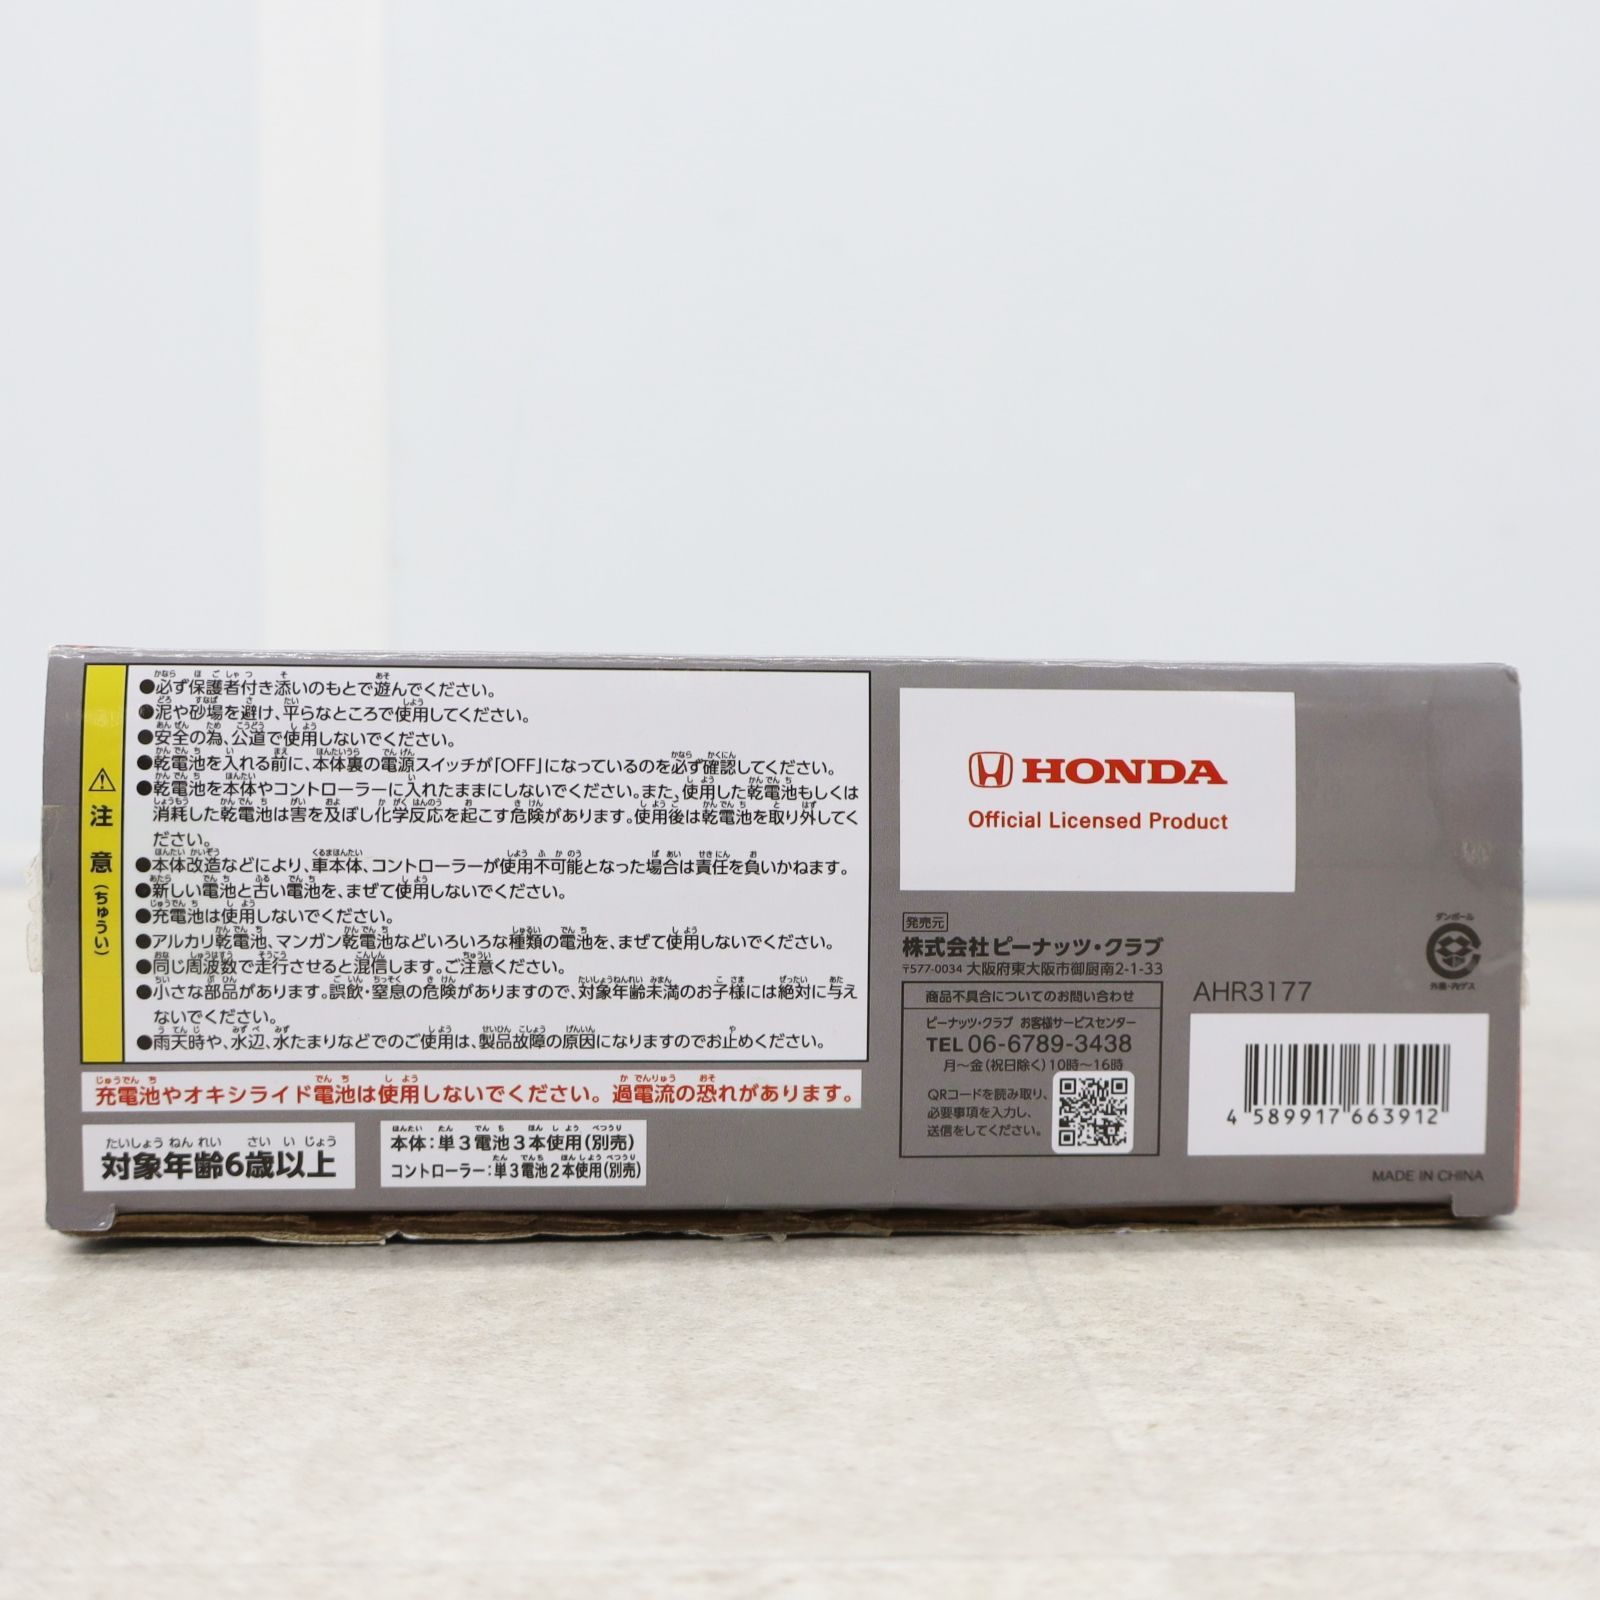 注意(ちゅうい)
●必ず保護者付き添いのもとで遊んでください。
●泥や砂場を避け、平らなところで使用してください。
●安全の為、公道で使用しないでください。
●乾電池を入れる前に、本体裏の電源スイッチが「OFF」になっているのを必ず確認してください。
●乾電池を本体やコントローラーに入れたままにしないでください。また、使用した乾電池もしくは
消耗した乾電池は害を及ぼし化学反応を起こす危険があります。使用後は乾電池を取り外してく
ださい。
●本体改造などにより、車本体、コントローラーが使用不可能となった場合は責任を負いかねます。
●新しい電池と古い電池を、まぜて使用しないでください。
●充電池は使用しないでください。
●アルカリ乾電池、マンガン乾電池などいろいろな種類の電池を、まぜて使用しないでください。
●同じ周波数で走行させると混信します。ご注意ください。
●小さな部品があります。誤飲・窒息の危険がありますので、対象年齢未満のお子様には絶対に与え
ないでください。
●雨天時や、水辺、水たまりなどでのご使用は、製品故障の原因になりますのでお止めください。
充電池やオキシライド電池は使用しないでください。過電流の恐れがあります。
たいしょうねんれい さいいじょう
対象年齢6歳以上
本体:単3電池3本使用(別売)
コントローラー:単3電池2本使用(別売)
HONDA
Official Licensed Product
発売元
株式会社ピーナッツ・クラブ
〒577-0034 大阪府東大阪市御厨南2-1-33
商品不具合についてのお問い合わせ
ピーナッツ・クラブ お客様サービスセンター
TEL 06-6789-3438
月～金(祝日除く)10時～16時
QRコードを読み取り、
必要事項を入力し、
送信をしてください。
ダンボール
外箱・内ゲス
AHR3177
4 589917 663912
MADE IN CHINA